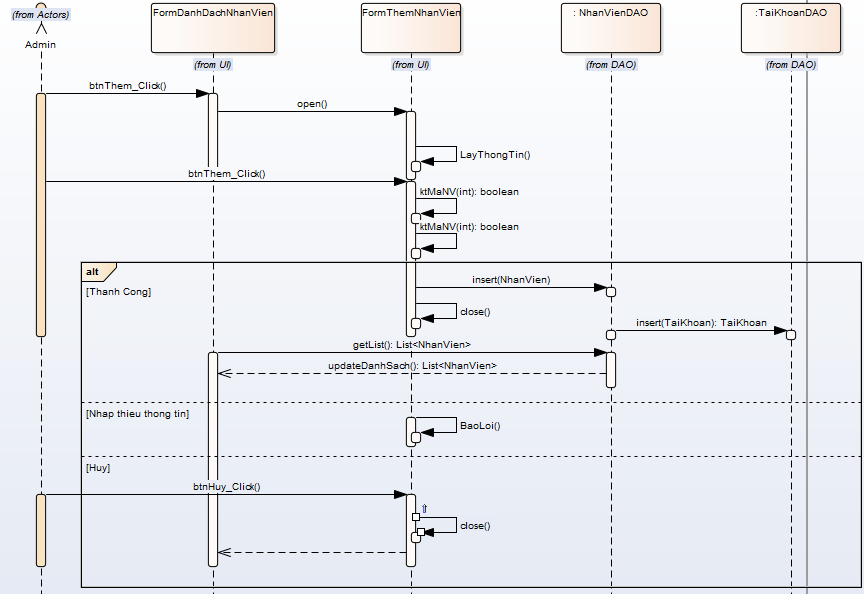 (from Actors)
Admin
FormDanhDachNhanVien
(from UI)
FormThemNhanVien
(from UI)
: NhanVienDAO
(from DAO)
:TaiKhoanDAO
(from DAO)
btnThem_Click()
open()
LayThongTin()
btnThem_Click()
ktMaNV(int): boolean
ktMaNV(int): boolean
alt
[Thanh Cong]
insert(NhanVien)
close()
insert(TaiKhoan): TaiKhoan
getList(): List<NhanVien>
updateDanhSach(): List<NhanVien>
[Nhap thieu thong tin]
BaoLoi()
[Huy]
btnHuy_Click()
close()